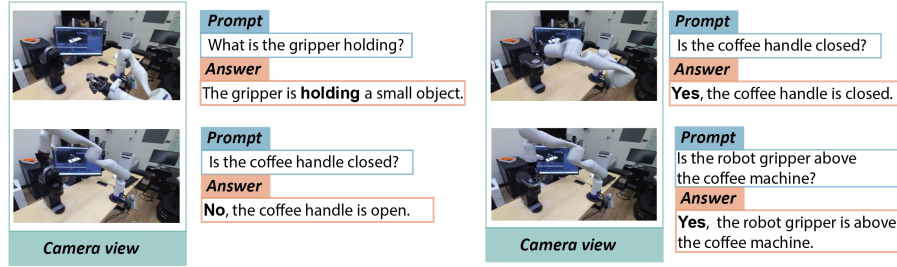 Prompt
What is the gripper holding?
Answer
The gripper is holding a small object.
Prompt
Is the coffee handle closed?
Answer
No, the coffee handle is open.
Camera view
Prompt
Is the coffee handle closed?
Answer
Yes, the coffee handle is closed.
Prompt
Is the robot gripper above
the coffee machine?
Answer
Yes, the robot gripper is above
the coffee machine.
Camera view